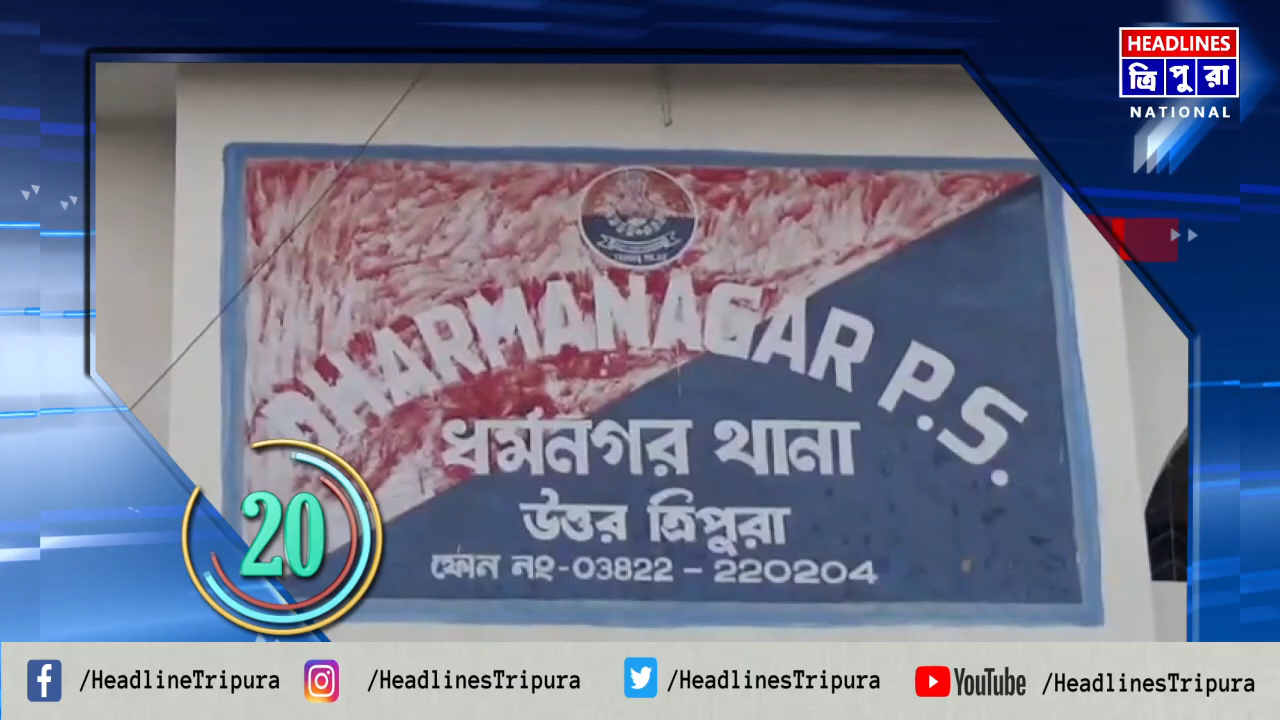 HEADLINES
ত্রিপুরা
NATIONAL
DHARMANAGAR P.S.
ধর্মনগর থানা
উত্তর ত্রিপুরা
ফোন নং-03822 - 220204
20
/HeadlineTripura /HeadlinesTripura /HeadlinesTripura YouTube /HeadlinesTripura